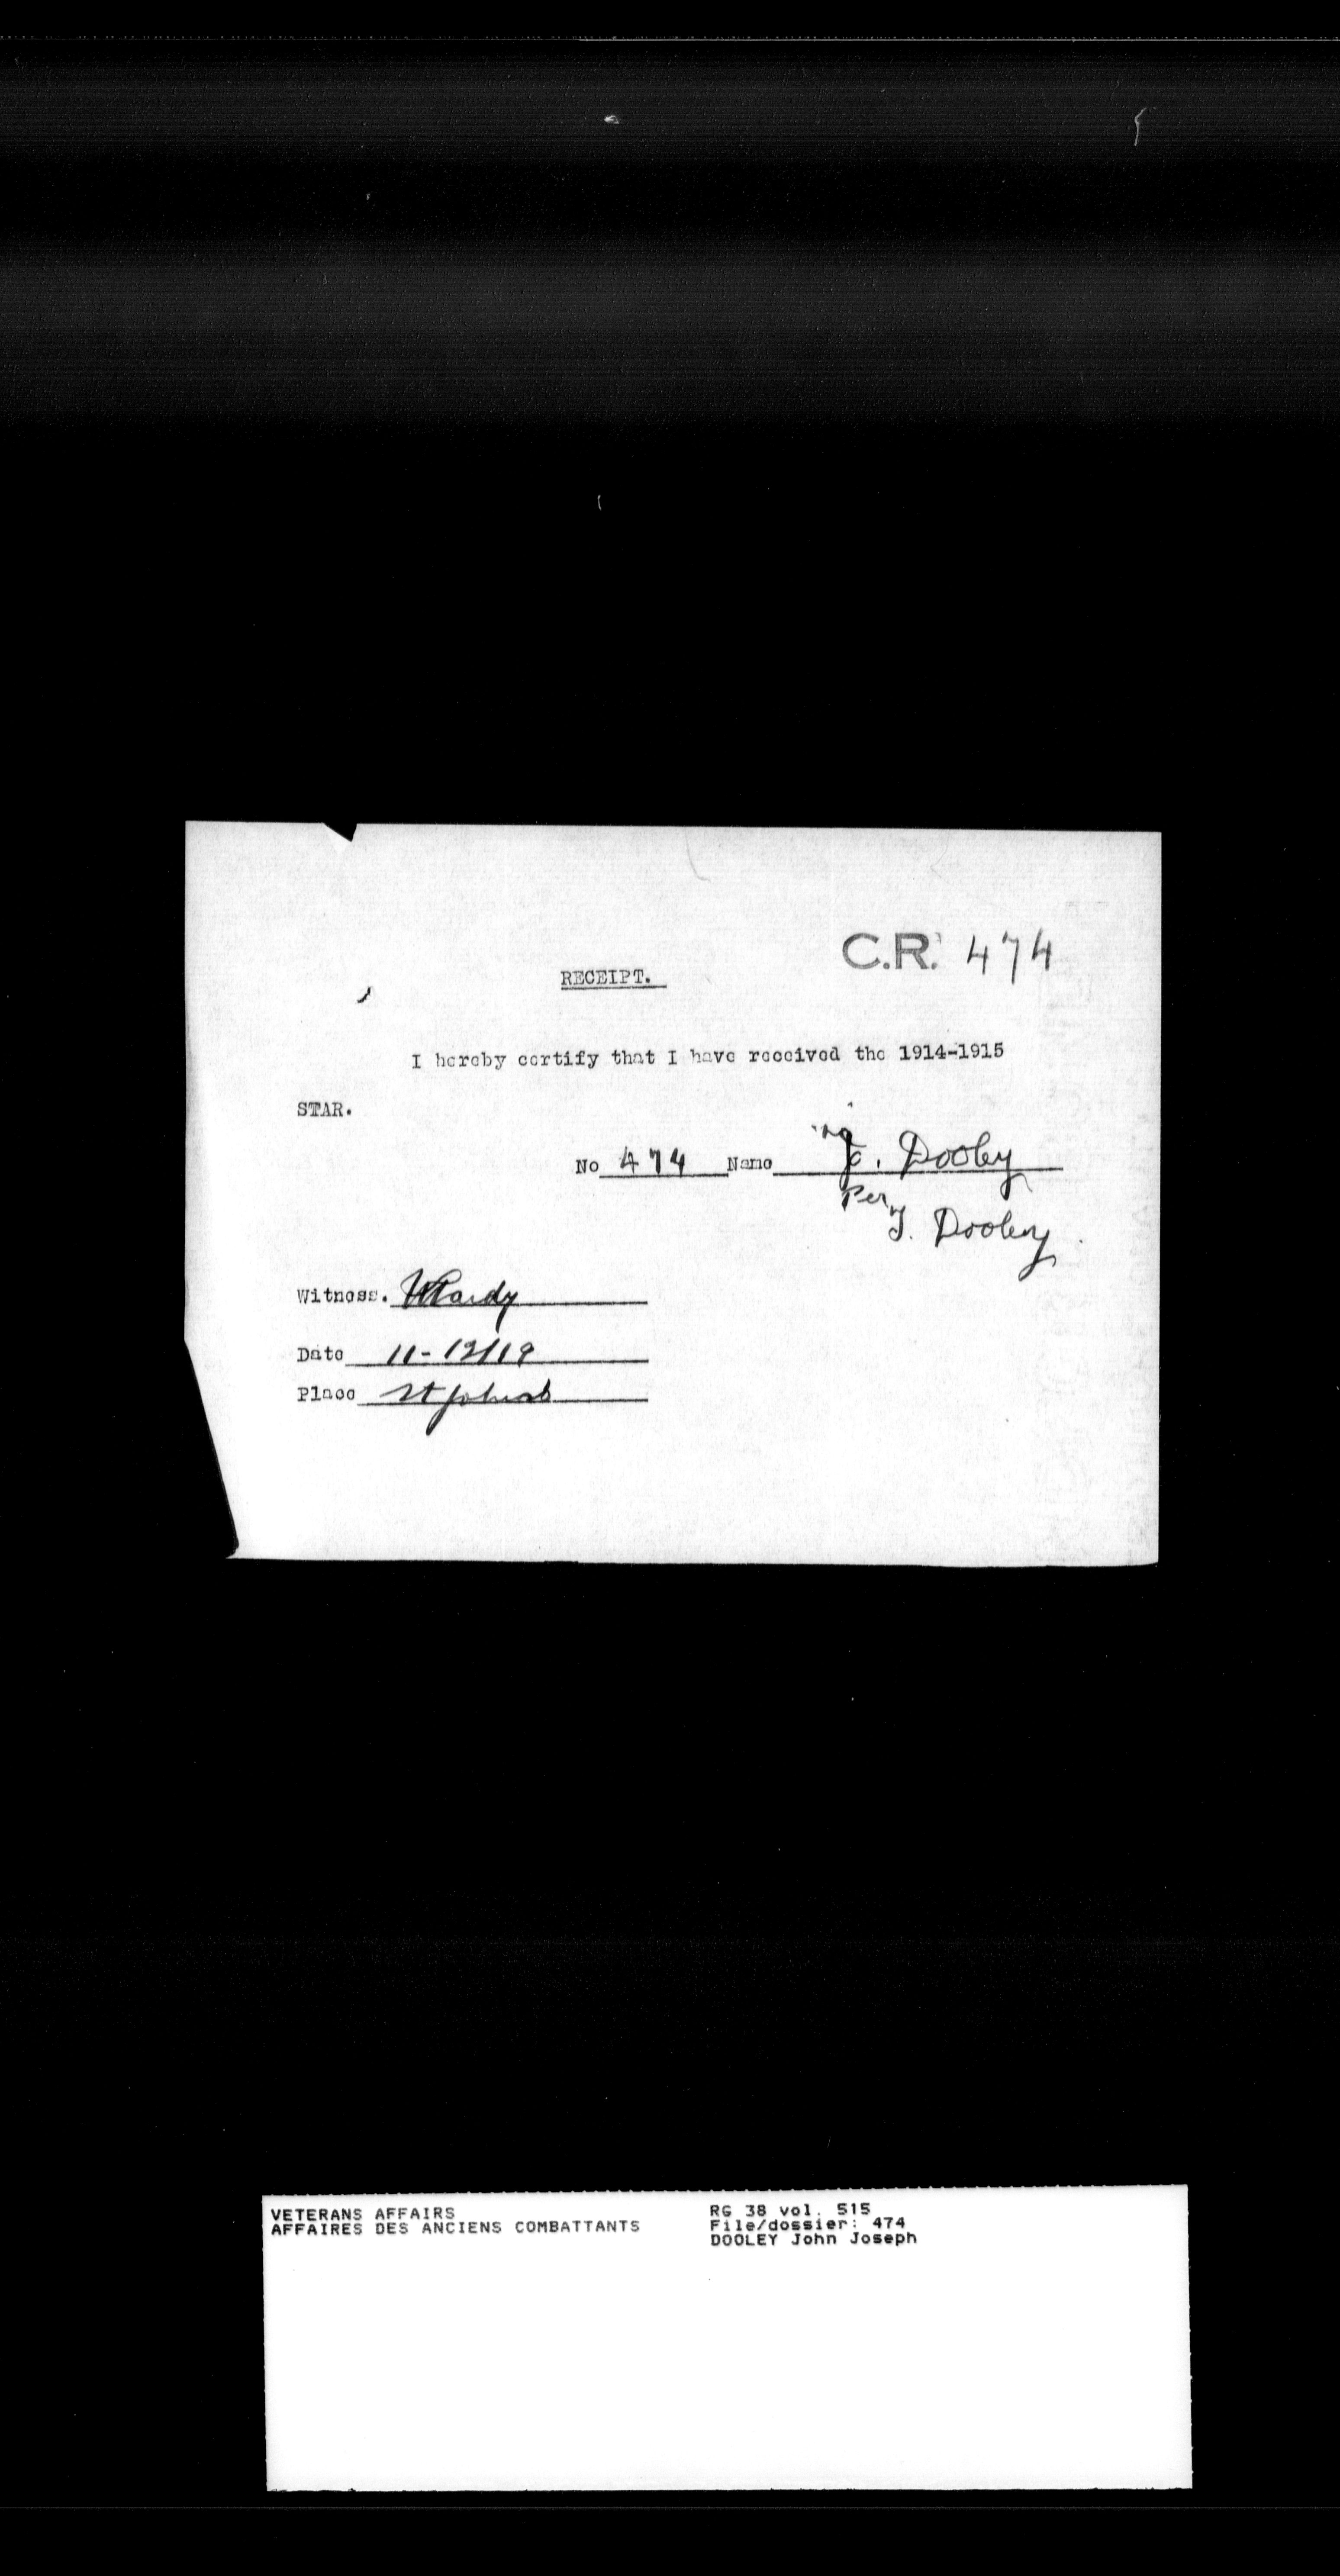 C.R. 474
RECEIPT.
I hereby certify that I have received the 1914-1915
STAR.
No 474 Name J. Dooley
Per J. Dooley.
Witness. Hardy
Date 11-12/19
Place St Johns
VETERANS AFFAIRS
AFFAIRES DES ANCIENS COMBATTANTS
RG 38 vol. 515
File/dossier: 474
DOOLEY John Joseph